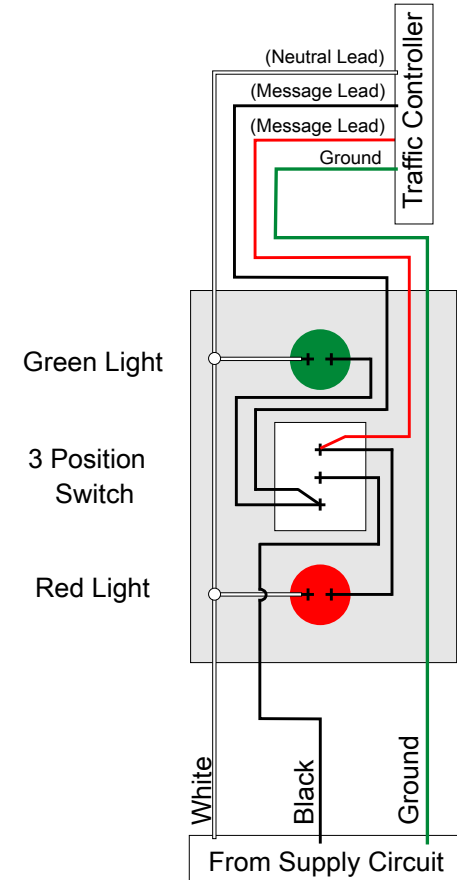 (Neutral Lead)
(Message Lead)
(Message Lead)
Ground
Traffic Controller
Green Light
3 Position
Switch
Red Light
White
Black
Ground
From Supply Circuit